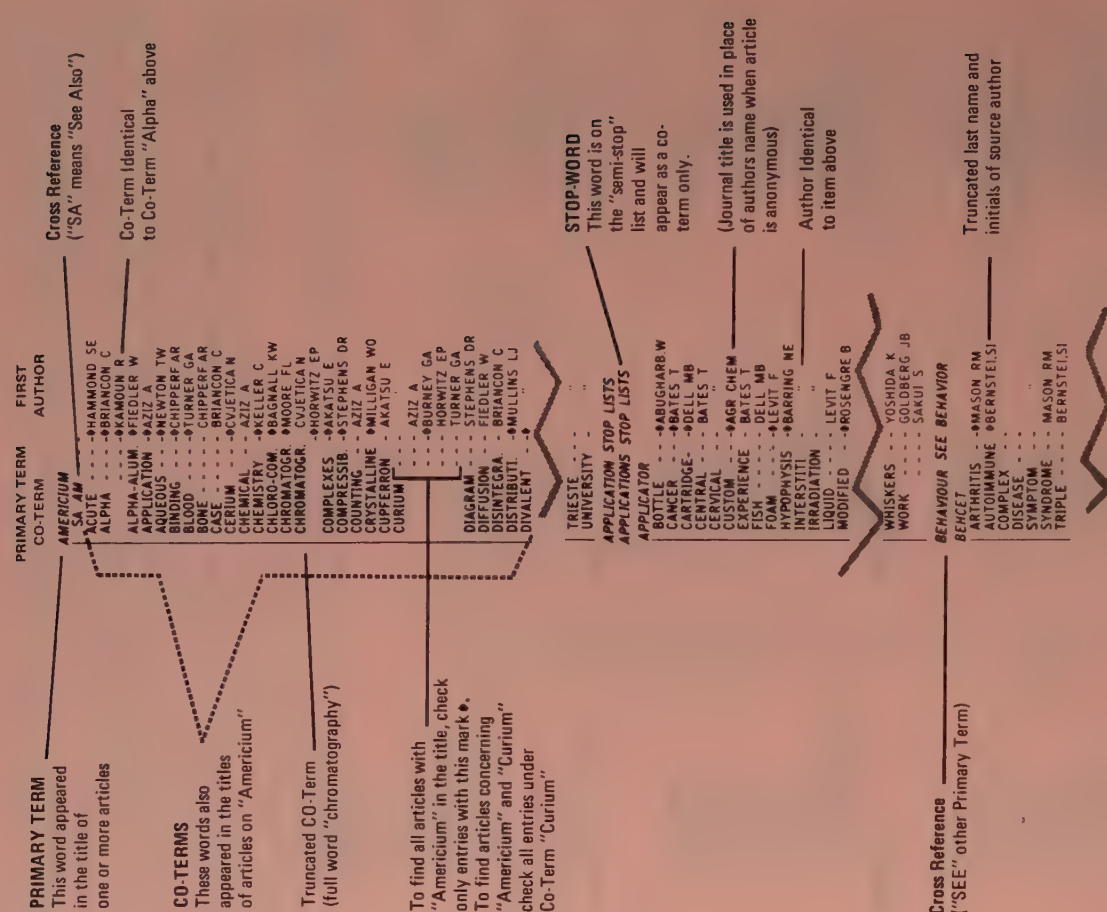 PRIMARY TERM
This word appeared
in the title of
one or more articles
CO-TERMS
These words also
appeared in the titles
of articles on "Americium"
Truncated CO-Term
(full word "chromatography")
To find all articles with
"Americium" in the title, check
only entries with this mark ♦.
To find articles concerning
"Americium" and "Curium"
check all entries under
Co-Term "Curium"
Cross Reference
("SEE" other Primary Term)
PRIMARY TERM FIRST
CO-TERM AUTHOR
AMERICIUM
SA AM
ACUTE - - - - ♦HAMMOND SE
ALPHA - - - - ♦BRIANCON C
- ♦KAMOUN R
ALPHA-ALUM. - ♦FIEDLER W
APPLICATION - ♦AZIZ A
AQUEOUS - - - ♦NEWTON TW
BINDING - - - ♦CHIPPERF AR
BLOOD - - - - ♦TURNER GA
BOME - - - - CHIPPERF AR
CASE - - - - BRIANCON C
CERIUM - - - ♦CVJETICAN N
CHEMICAL - - - AZIZ A
CHEMISTRY - - ♦KELLER C
CHLORO-COM. - ♦BAGNALL KW
CHROMATOGR. - ♦MOORE FL
CHROMATOGR. - CVJETICAN N
- ♦HORWITZ EP
COMPLEXES - - ♦AKATSU E
COMPRESSIB. - ♦STEPHENS DR
COUNTING - - - AZIZ A
CRYSTALLINE - ♦MILLIGAN WO
CUPFERRON - - AKATSU E
CURIUM - - - "
- AZIZ A
- ♦BURNEY GA
- HORWITZ EP
- TURNER GA
DIAGRAM - - - STEPHENS DR
DIFFUSION - - FIEDLER W
DISINTEGRA. - BRIANCON C
DISTRIBUTI. - ♦MULLINS LJ
DIVALENT - - ♦
TRIESTE - - - "
UNIVERSITY - - "
APPLICATION STOP LISTS
APPLICATIONS STOP LISTS
APPLICATOR
BOTTLE - - - ♦ABUGHARB.W
CANCER - - - ♦BATES T
CARTRIDGE- - ♦DELL MB
CENTRAL - - - BATES T
CERVICAL - - "
CUSTOM - - - ♦AGR CHEM
EXPERIENCE - BATES T
FISH - - - - DELL MB
FOAM - - - - ♦LEVIT F
HYPOPHYSIS - ♦BARRING NE
INTERSTITI - "
IRRADIATION - "
LIQUID - - - LEVIT F
MODIFIED - - ♦ROSENGRE B
WHISKERS - - YOSHIDA K
WORK - - - - GOLDBERG JB
- SAKUI S
BEHAVIOUR SEE BEHAVIOR
BEHCET
ARTHRITIS - - ♦MASON RM
AUTOIMMUNE - ♦BERNSTEI.SI
COMPLEX - - - "
DISEASE - - - "
SYMPTOM - - - "
SYNDROME - - MASON RM
TRIPLE - - - BERNSTEI.SI
Cross Reference
("SA" means "See Also")
Co-Term Identical
to Co-Term "Alpha" above
STOP-WORD
This word is on
the "semi-stop"
list and will
appear as a co-
term only.
(Journal title is used in place
of authors name when article
is anonymous)
Author Identical
to item above
Truncated last name and
initials of source author